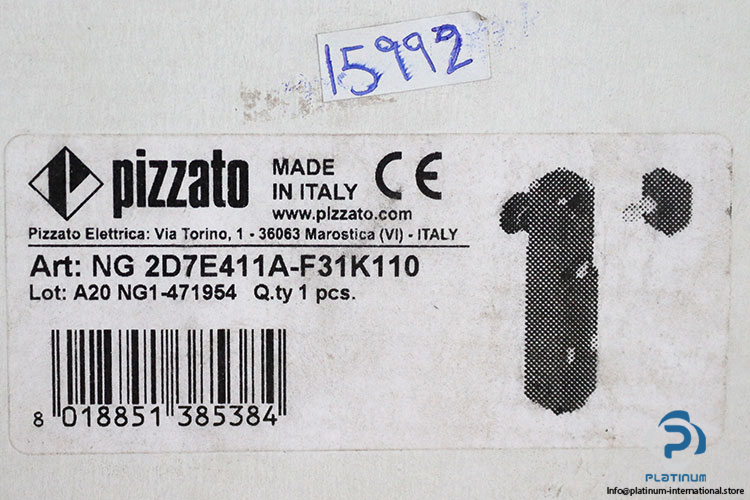 15992
pizzato
MADE
IN ITALY
CE
www.pizzato.com
Pizzato Elettrica: Via Torino, 1 - 36063 Marostica (VI) - ITALY
Art: NG 2D7E411A-F31K110
Lot: A20 NG1-471954 Q.ty 1 pcs.
8 018851 385384
PLATINUM
Info@platinum-international.store